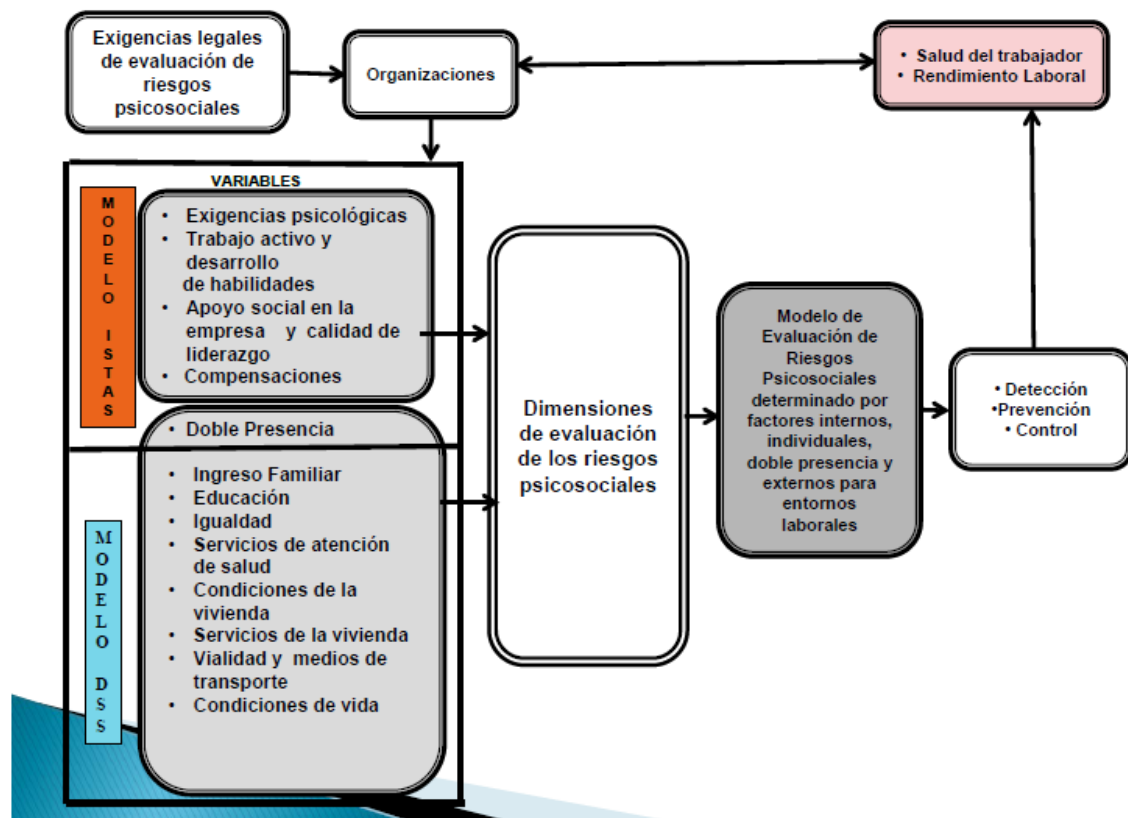 Exigencias legales
de evaluación de
riesgos
psicosociales
Organizaciones
• Salud del trabajador
• Rendimiento Laboral
VARIABLES
MODELO ISTAS
• Exigencias psicológicas
• Trabajo activo y
desarrollo
de habilidades
• Apoyo social en la
empresa y calidad de
liderazgo
• Compensaciones
• Doble Presencia
MODELO DSS
• Ingreso Familiar
• Educación
• Igualdad
• Servicios de atención
de salud
• Condiciones de la
vivienda
• Servicios de la vivienda
• Vialidad y medios de
transporte
• Condiciones de vida
Dimensiones
de evaluación
de los riesgos
psicosociales
Modelo de
Evaluación de
Riesgos
Psicosociales
determinado por
factores internos,
individuales,
doble presencia y
externos para
entornos
laborales
• Detección
•Prevención
• Control